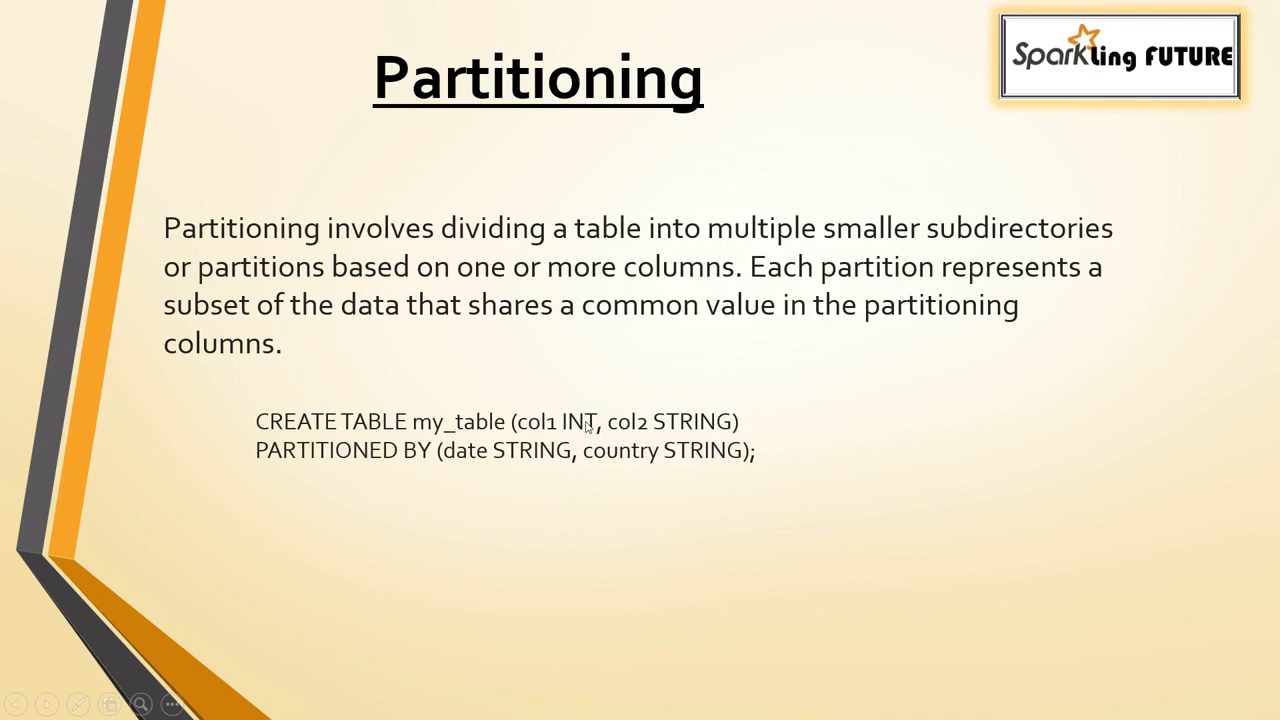 Partitioning
Sparkling FUTURE
Partitioning involves dividing a table into multiple smaller subdirectories
or partitions based on one or more columns. Each partition represents a
subset of the data that shares a common value in the partitioning
columns.
CREATE TABLE my_table (col1 INT, col2 STRING)
PARTITIONED BY (date STRING, country STRING);